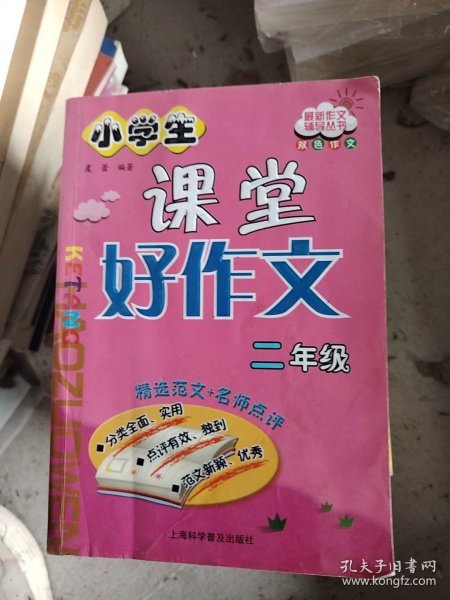 小学生
最新作文
辅导丛书
双色作文
蕾 编著
课堂
好作文
二年级
精选范文+名师点评
分类全面、实用
点评有效、独到
范文新颖、优秀
上海科学普及出版社
孔夫子旧书网
www.kongfz.com